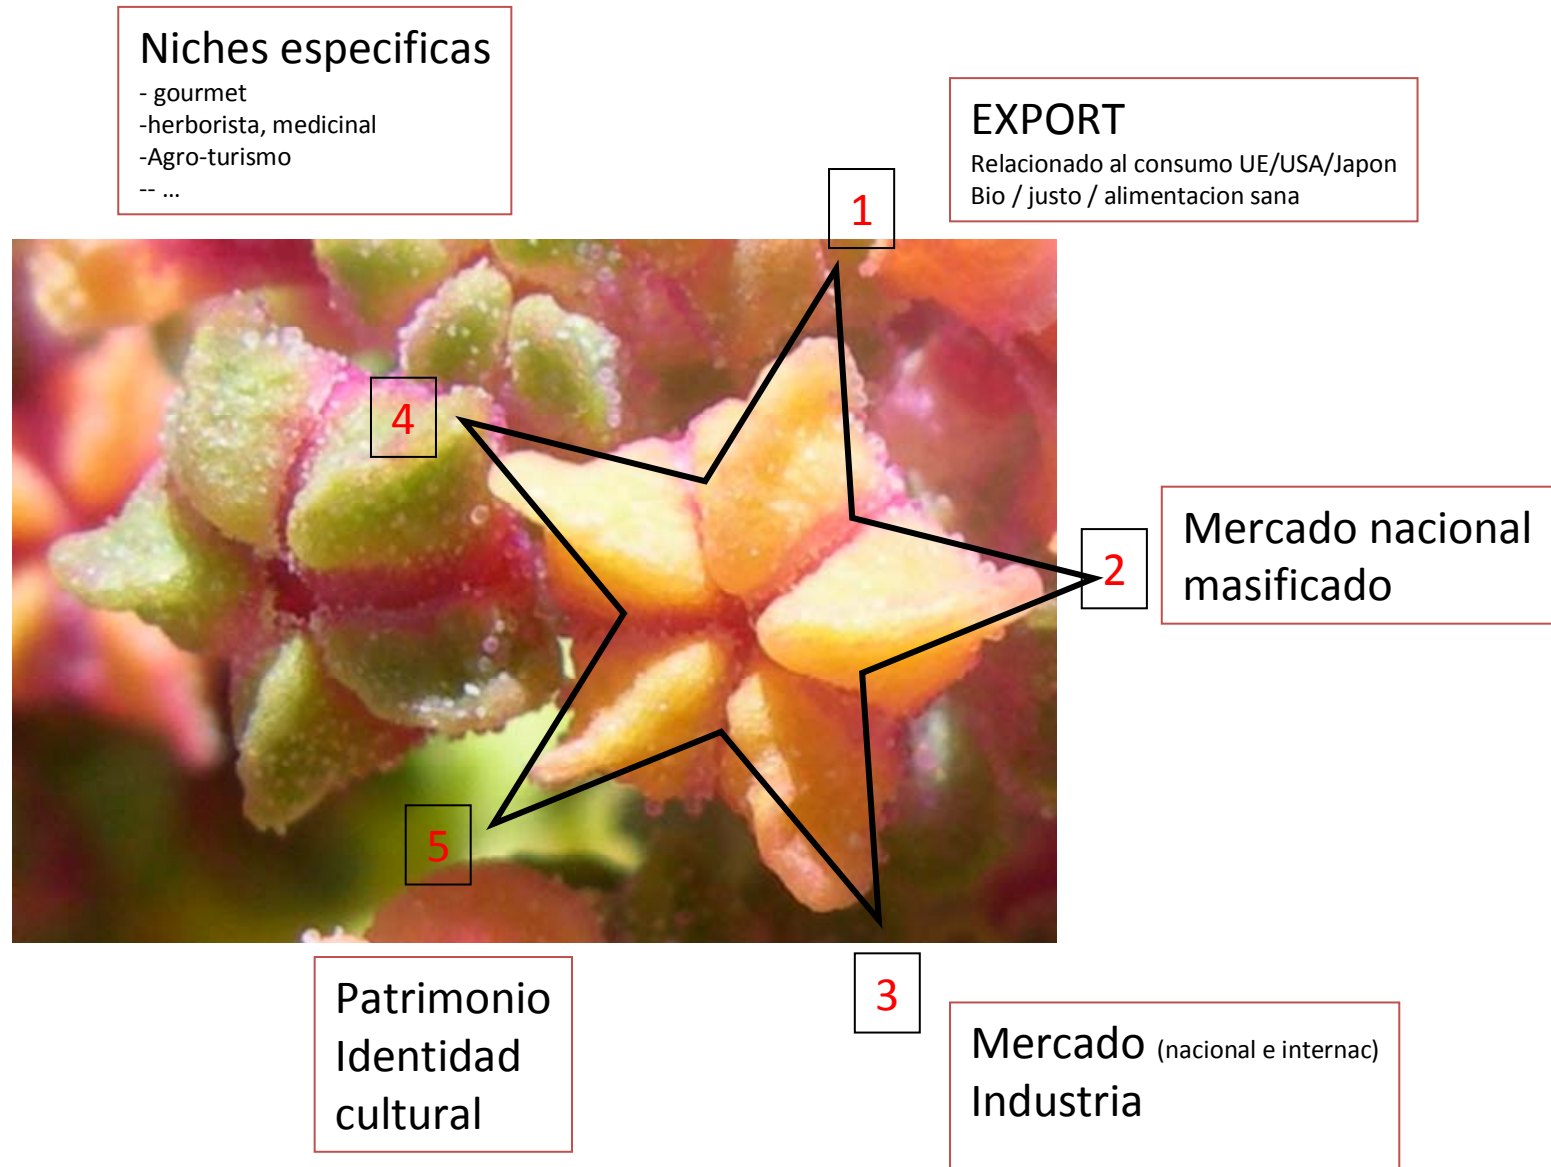 Niches especificas
- gourmet
-herborista, medicinal
-Agro-turismo
-- ...
EXPORT
Relacionado al consumo UE/USA/Japon
Bio / justo / alimentacion sana
1
4
2
Mercado nacional
masificado
5
3
Patrimonio
Identidad
cultural
Mercado (nacional e internac)
Industria